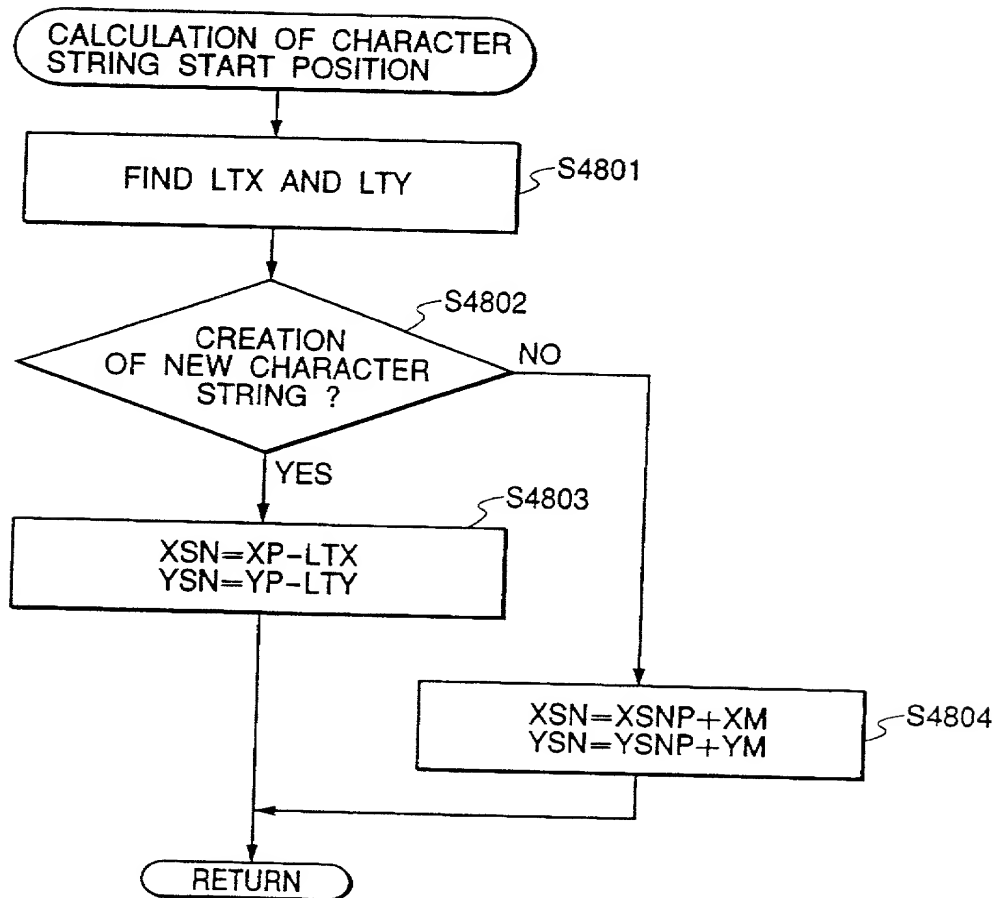 CALCULATION OF CHARACTER
STRING START POSITION
FIND LTX AND LTY
S4801
S4802
CREATION
OF NEW CHARACTER
STRING ?
NO
YES
S4803
XSN=XP-LTX
YSN=YP-LTY
XSN=XSNP+XM
YSN=YSNP+YM
S4804
RETURN